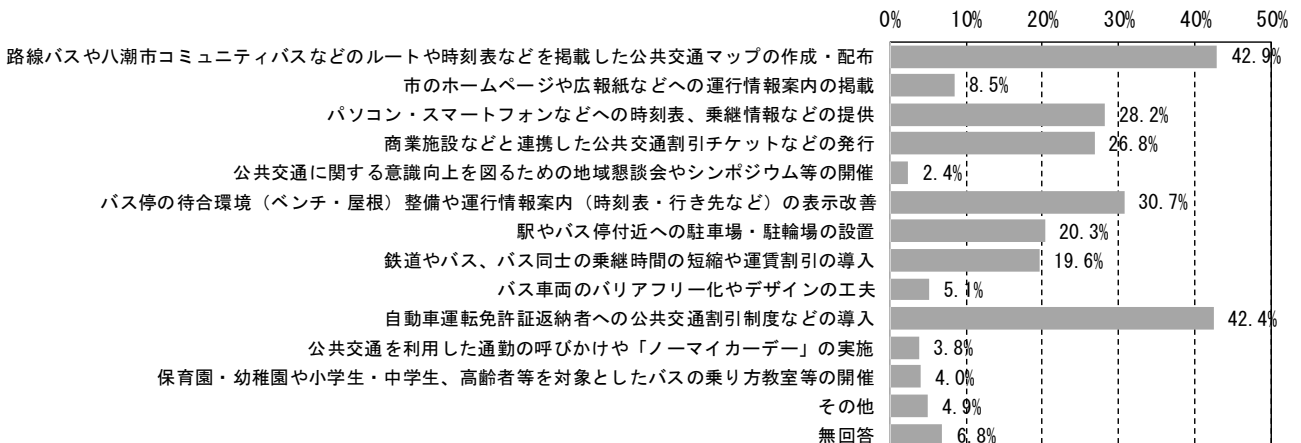 0% 10% 20% 30% 40% 50%
路線バスや八潮市コミュニティバスなどのルートや時刻表などを掲載した公共交通マップの作成・配布 42.9%
市のホームページや広報紙などへの運行情報案内の掲載 8.5%
パソコン・スマートフォンなどへの時刻表、乗継情報などの提供 28.2%
商業施設などと連携した公共交通割引チケットなどの発行 26.8%
公共交通に関する意識向上を図るための地域懇談会やシンポジウム等の開催 2.4%
バス停の待合環境（ベンチ・屋根）整備や運行情報案内（時刻表・行き先など）の表示改善 30.7%
駅やバス停付近への駐車場・駐輪場の設置 20.3%
鉄道やバス、バス同士の乗継時間の短縮や運賃割引の導入 19.6%
バス車両のバリアフリー化やデザインの工夫 5.1%
自動車運転免許証返納者への公共交通割引制度などの導入 42.4%
公共交通を利用した通勤の呼びかけや「ノーマイカーデー」の実施 3.8%
保育園・幼稚園や小学生・中学生、高齢者等を対象としたバスの乗り方教室等の開催 4.0%
その他 4.9%
無回答 6.8%